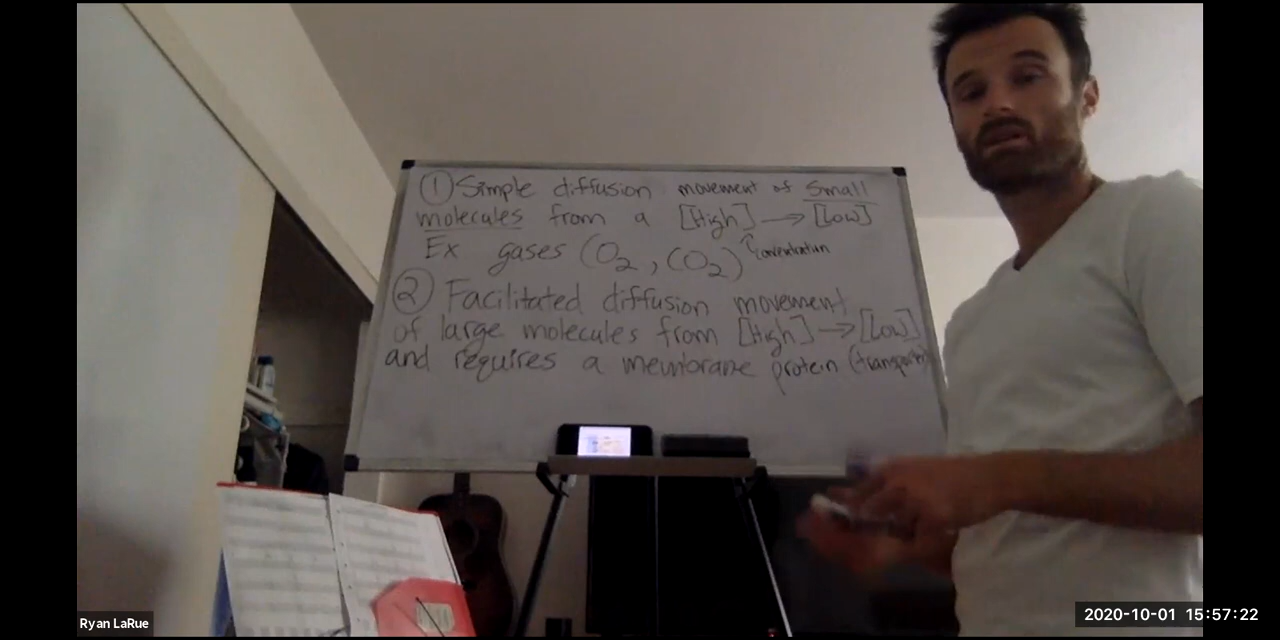 ① Simple diffusion movement of small
molecules from a [High] → [Low]
Ex gases (O2, CO2) concentration
② Facilitated diffusion movement
of large molecules from [High] → [Low]
and requires a membrane protein (transport)
Ryan LaRue
2020-10-01 15:57:22